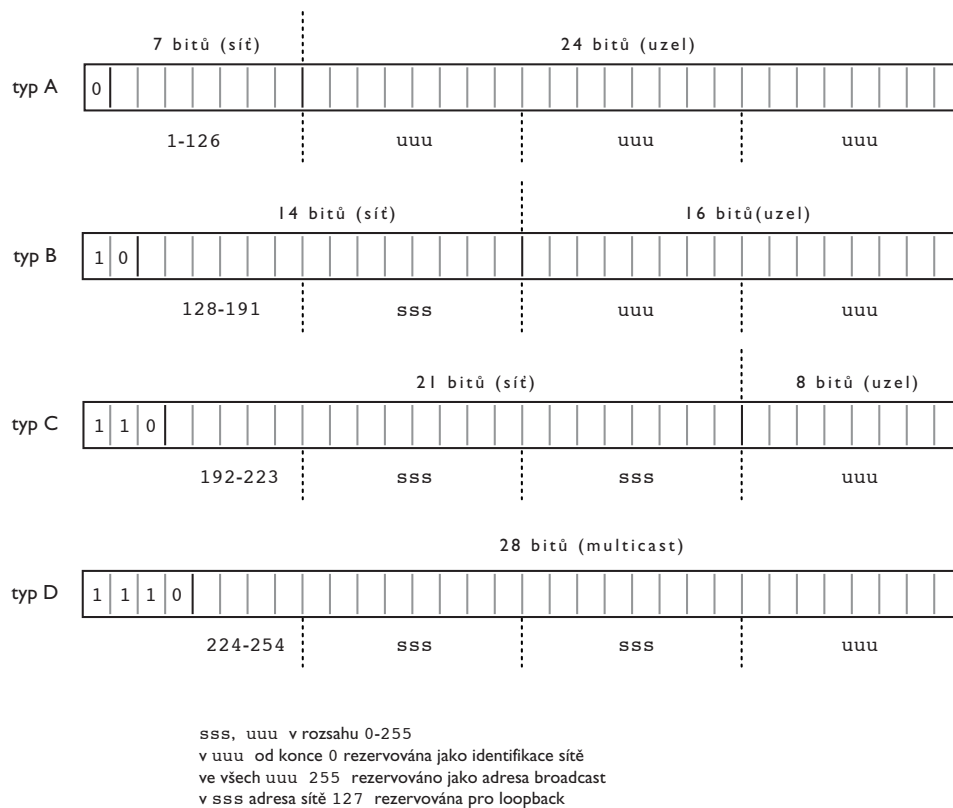 7 bitů (síť) 24 bitů (uzel)
typ A 0
1-126 uuu uuu uuu
14 bitů (síť) 16 bitů(uzel)
typ B 1 0
128-191 sss uuu uuu
21 bitů (síť) 8 bitů (uzel)
typ C 1 1 0
192-223 sss sss uuu
28 bitů (multicast)
typ D 1 1 1 0
224-254 sss sss uuu
sss, uuu v rozsahu 0-255
v uuu od konce 0 rezervována jako identifikace sítě
ve všech uuu 255 rezervováno jako adresa broadcast
v sss adresa sítě 127 rezervována pro loopback